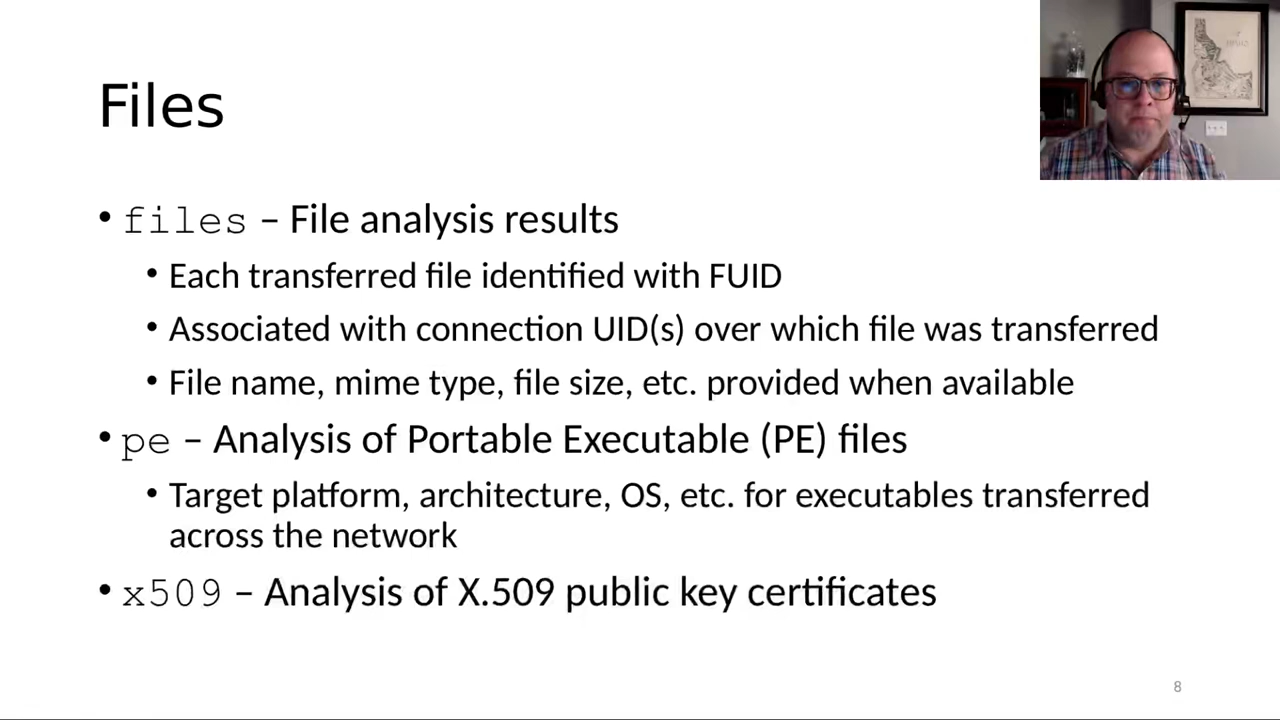 Files
• files – File analysis results
• Each transferred file identified with FUID
• Associated with connection UID(s) over which file was transferred
• File name, mime type, file size, etc. provided when available
• pe – Analysis of Portable Executable (PE) files
• Target platform, architecture, OS, etc. for executables transferred
across the network
• x509 – Analysis of X.509 public key certificates
8